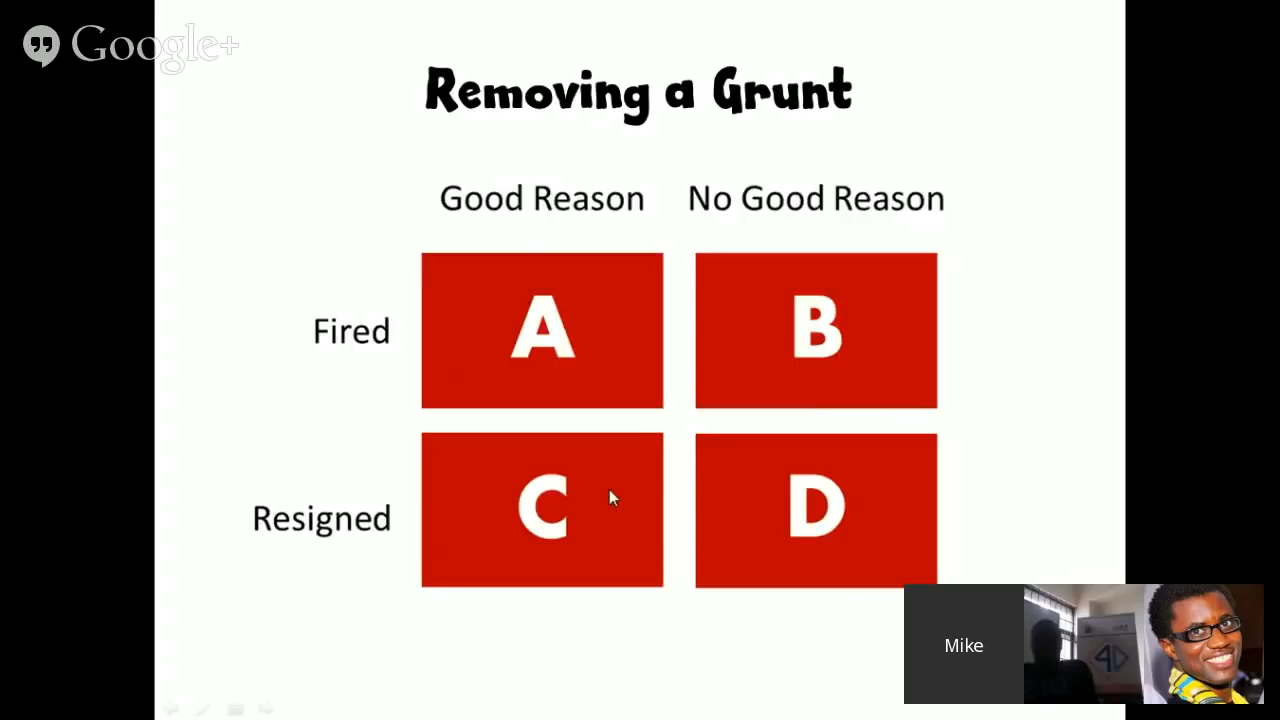 Google+
Removing a Grunt
Good Reason No Good Reason
Fired A B
Resigned C D
Mike